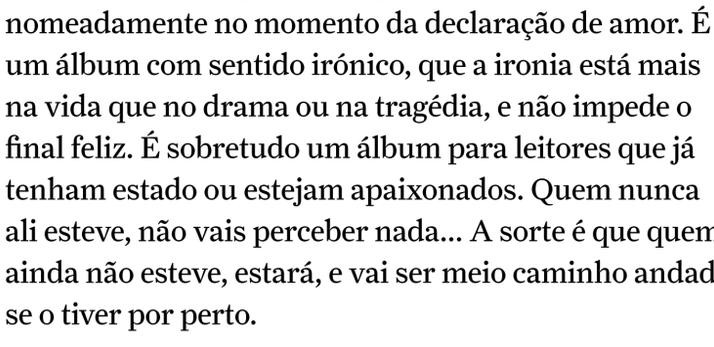 nomeadamente no momento da declaração de amor. É
um álbum com sentido irónico, que a ironia está mais
na vida que no drama ou na tragédia, e não impede o
final feliz. É sobretudo um álbum para leitores que já
tenham estado ou estejam apaixonados. Quem nunca
ali esteve, não vais perceber nada... A sorte é que quem
ainda não esteve, estará, e vai ser meio caminho andad
se o tiver por perto.